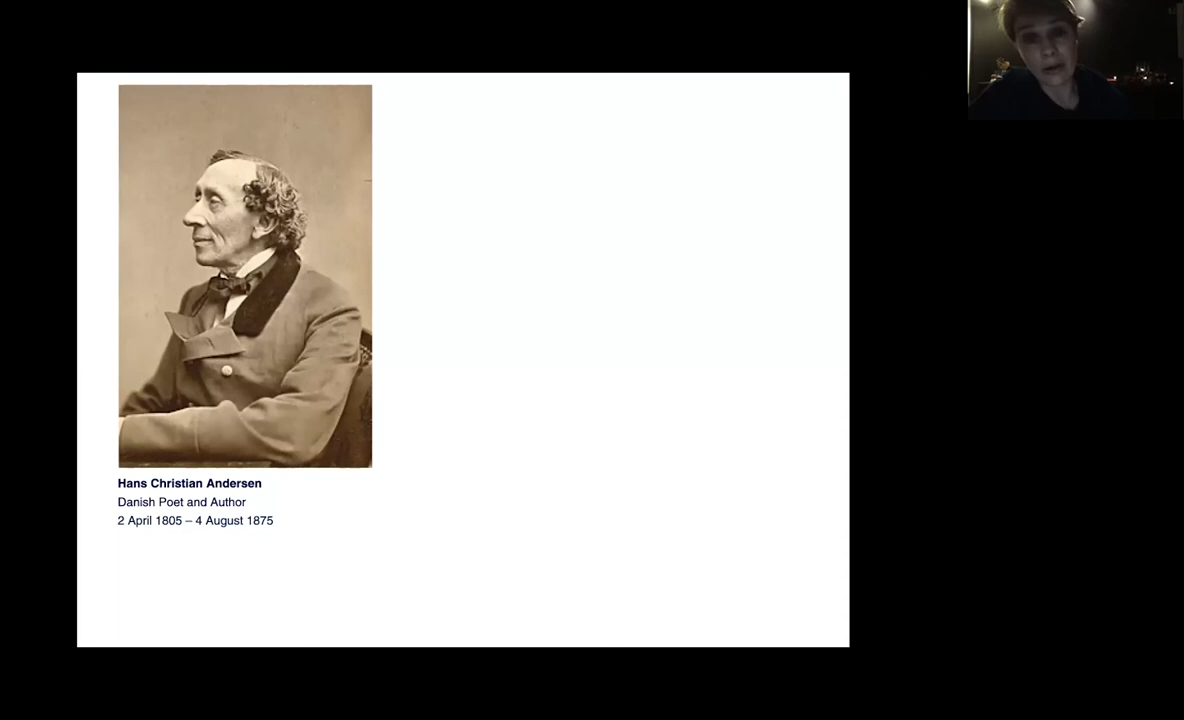 Hans Christian Andersen
Danish Poet and Author
2 April 1805 – 4 August 1875